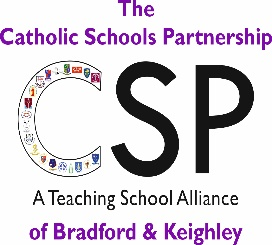 The
Catholic Schools Partnership
CSP
A Teaching School Alliance
of Bradford & Keighley